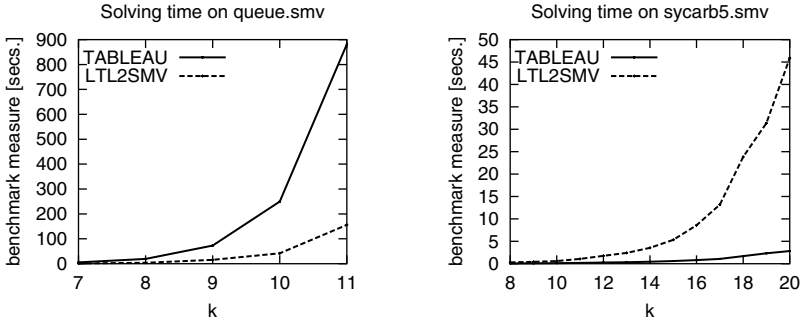 Solving time on queue.smv
benchmark measure [secs.]
900
800
700
600
500
400
300
200
100
0
TABLEAU
LTL2SMV
7 8 9 10 11
k
Solving time on sycarb5.smv
benchmark measure [secs.]
50
45
40
35
30
25
20
15
10
5
0
TABLEAU
LTL2SMV
8 10 12 14 16 18 20
k